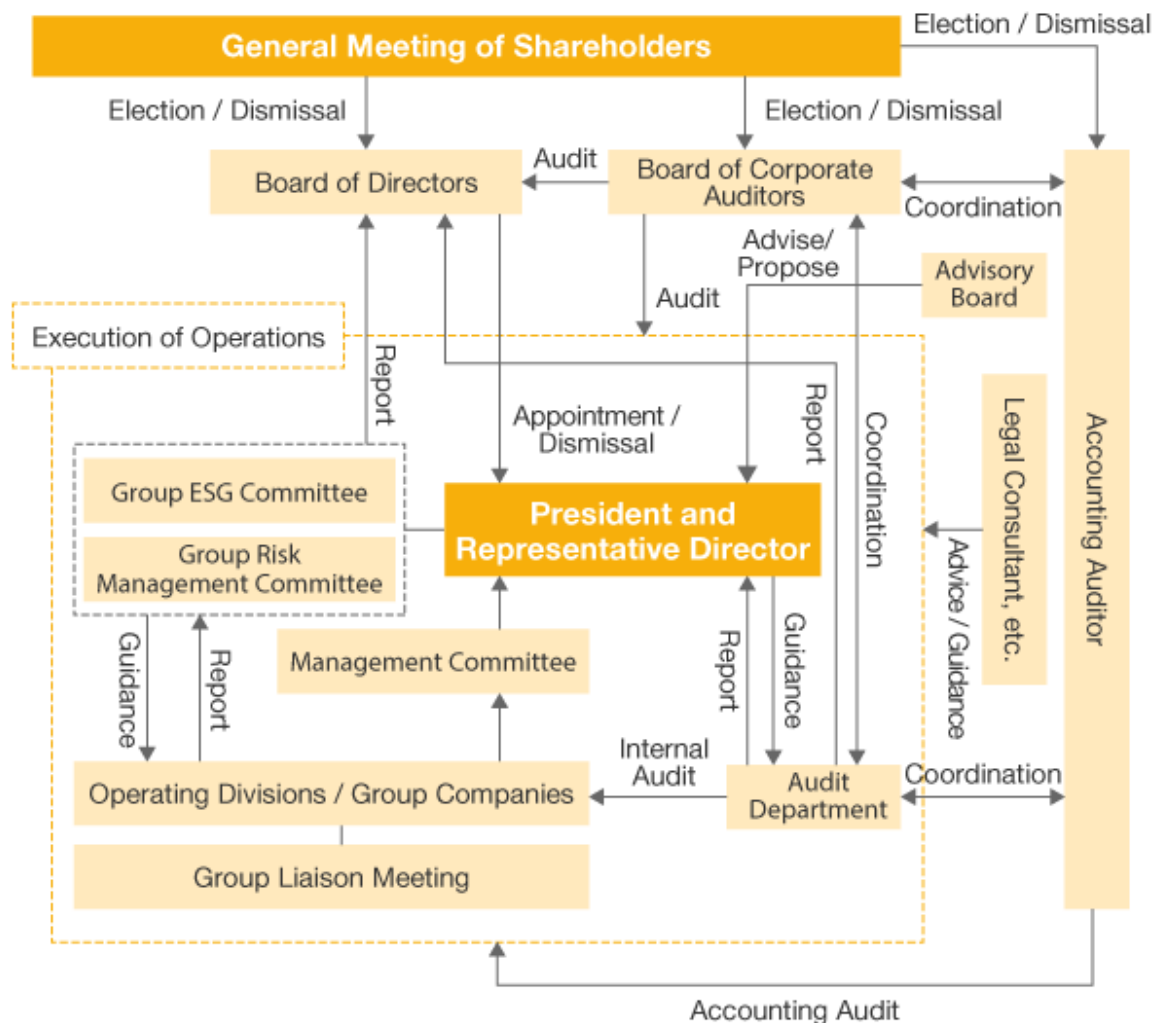 General Meeting of Shareholders
Election / Dismissal
Election / Dismissal
Election / Dismissal
Board of Directors
Audit
Board of Corporate
Auditors
Coordination
Advise/
Propose
Advisory
Board
Audit
Execution of Operations
Report
Appointment /
Dismissal
Report
Coordination
Legal Consultant, etc.
Accounting Auditor
Group ESG Committee
Group Risk
Management Committee
President and
Representative Director
Advice / Guidance
Guidance
Report
Management Committee
Report
Guidance
Internal
Audit
Operating Divisions / Group Companies
Audit
Department
Coordination
Group Liaison Meeting
Accounting Audit